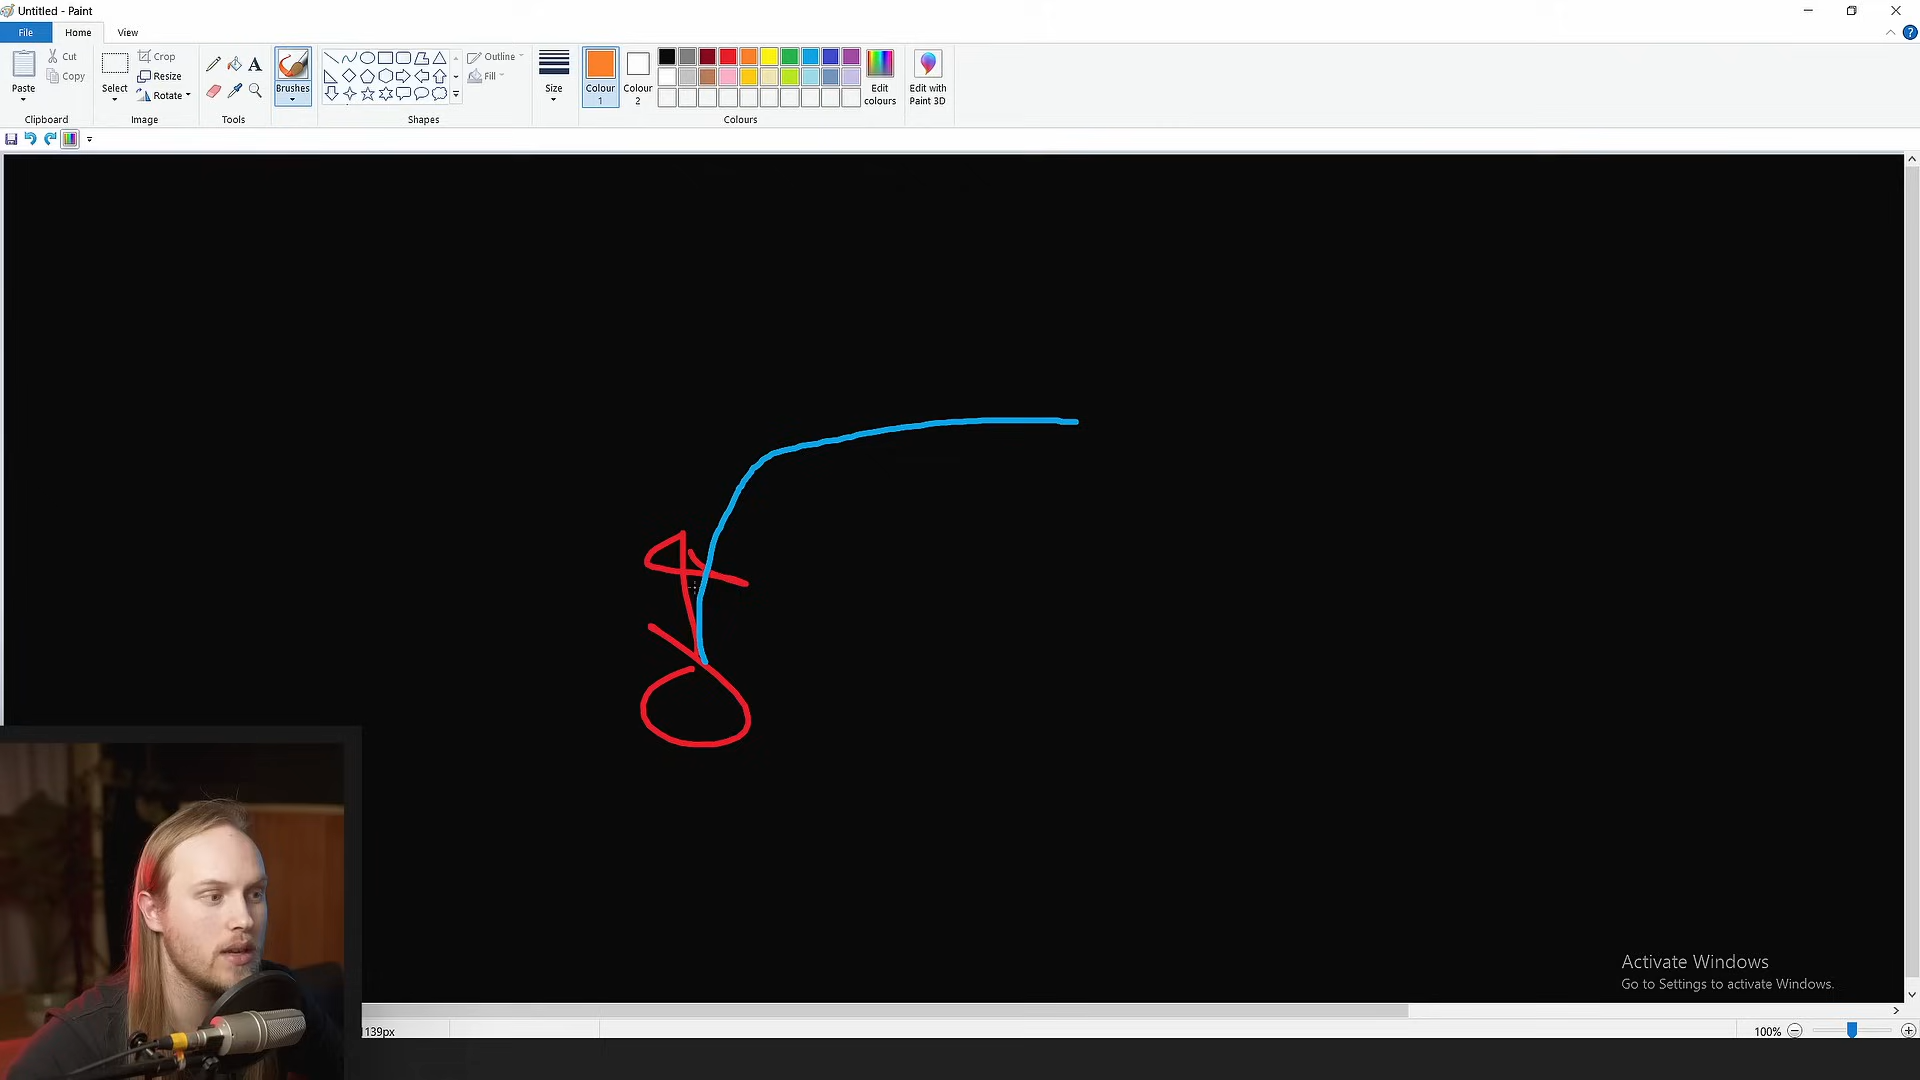 Untitled - Paint
File Home View
Paste
Cut
Copy
Clipboard
Select
Crop
Resize
Rotate
Image
A
Tools
Brushes
Outline
Fill
Shapes
Size
Colour 1
Colour 2
Edit colours
Colours
Edit with Paint 3D
Activate Windows
Go to Settings to activate Windows.
139px
100%